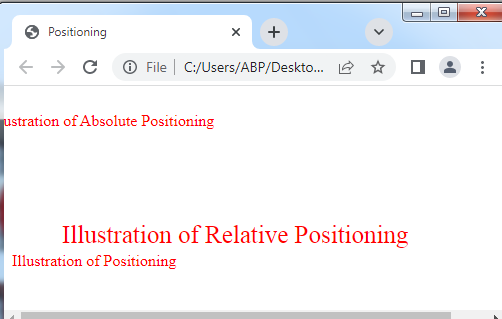 Positioning
File
C:/Users/ABP/Deskto...
ustration of Absolute Positioning
Illustration of Relative Positioning
Illustration of Positioning